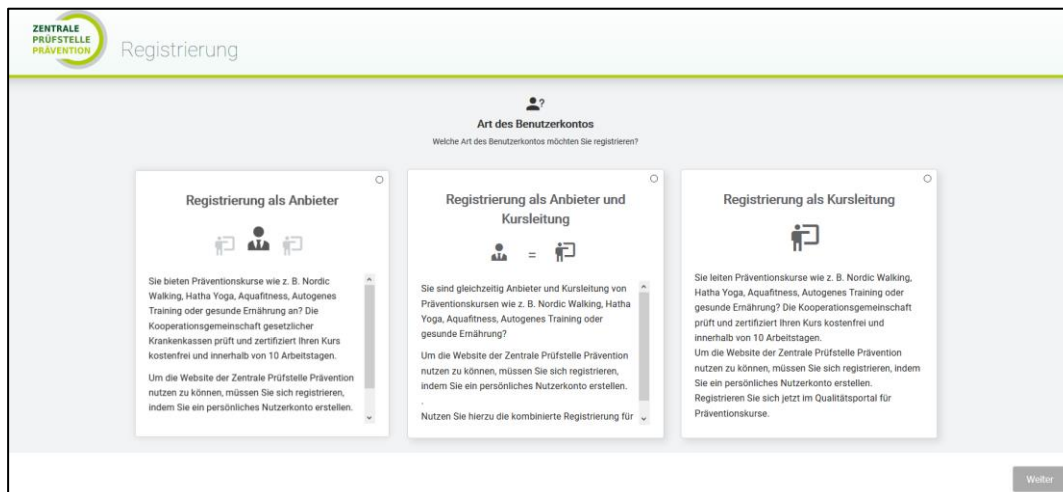 ZENTRALE
PRÜFSTELLE
PRÄVENTION
Registrierung
?
Art des Benutzerkontos
Welche Art des Benutzerkontos möchten Sie registrieren?
Registrierung als Anbieter
Sie bieten Präventionskurse wie z. B. Nordic
Walking, Hatha Yoga, Aquafitness, Autogenes
Training oder gesunde Ernährung an? Die
Kooperationsgemeinschaft gesetzlicher
Krankenkassen prüft und zertifiziert Ihren Kurs
kostenfrei und innerhalb von 10 Arbeitstagen.
Um die Website der Zentrale Prüfstelle Prävention
nutzen zu können, müssen Sie sich registrieren,
indem Sie ein persönliches Nutzerkonto erstellen.
Registrierung als Anbieter und
Kursleitung
=
Sie sind gleichzeitig Anbieter und Kursleitung von
Präventionskursen wie z. B. Nordic Walking, Hatha
Yoga, Aquafitness, Autogenes Training oder
gesunde Ernährung?
Um die Website der Zentrale Prüfstelle Prävention
nutzen zu können, müssen Sie sich registrieren,
indem Sie ein persönliches Nutzerkonto erstellen.
.
Nutzen Sie hierzu die kombinierte Registrierung für
Registrierung als Kursleitung
Sie leiten Präventionskurse wie z. B. Nordic Walking,
Hatha Yoga, Aquafitness, Autogenes Training oder
gesunde Ernährung? Die Kooperationsgemeinschaft
prüft und zertifiziert Ihren Kurs kostenfrei und
innerhalb von 10 Arbeitstagen.
Um die Website der Zentrale Prüfstelle Prävention
nutzen zu können, müssen Sie sich registrieren, indem
Sie ein persönliches Nutzerkonto erstellen.
Registrieren Sie sich jetzt im Qualitätsportal für
Präventionskurse.
Weiter